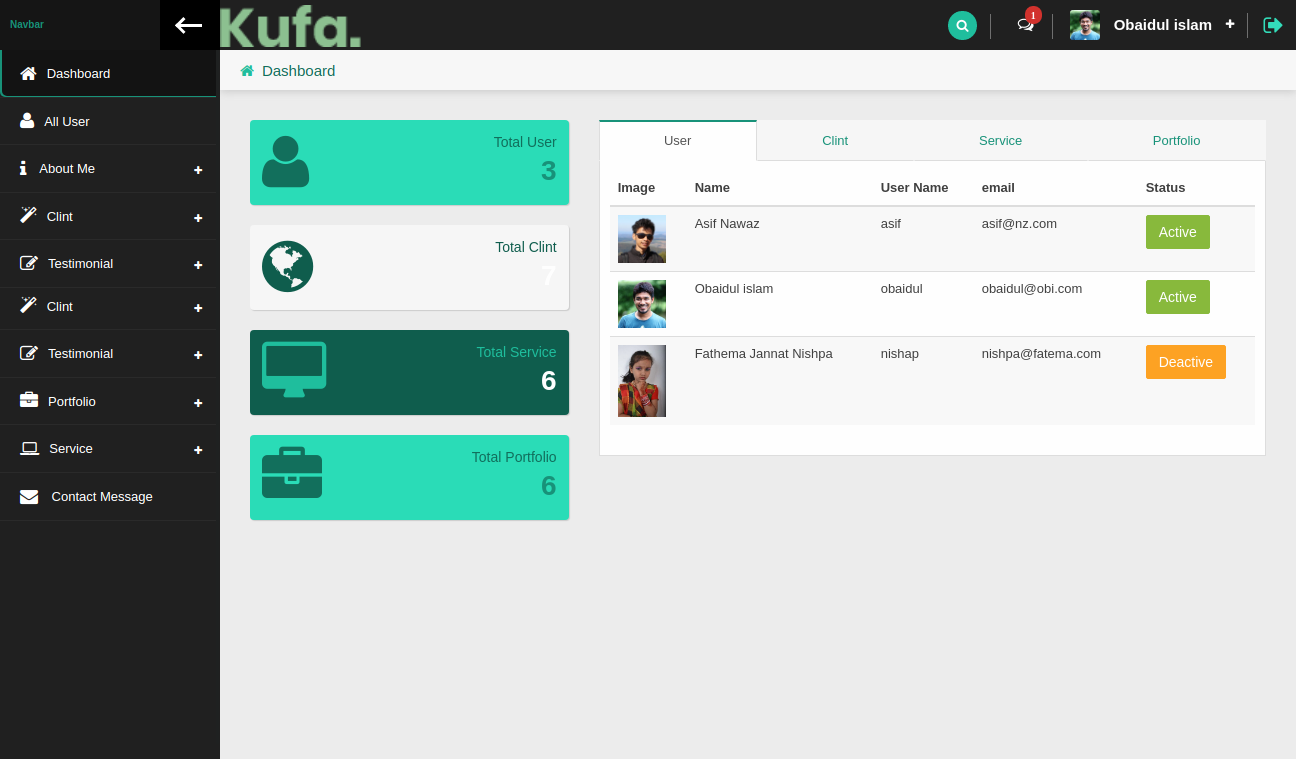 Navbar
Kufa.
1
Obaidul islam
Dashboard
All User
About Me
Clint
Testimonial
Clint
Testimonial
Portfolio
Service
Contact Message
Dashboard
Total User
3
Total Clint
7
Total Service
6
Total Portfolio
6
User Clint Service Portfolio
Image Name User Name email Status
Asif Nawaz asif asif@nz.com Active
Obaidul islam obaidul obaidul@obi.com Active
Fathema Jannat Nishpa nishap nishpa@fatema.com Deactive